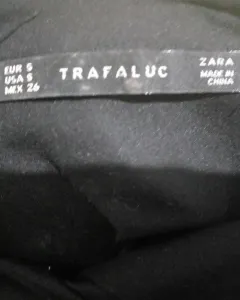 EUR S
USA S
MEX 26
TRAFALUC
ZARA
MADE IN
CHINA